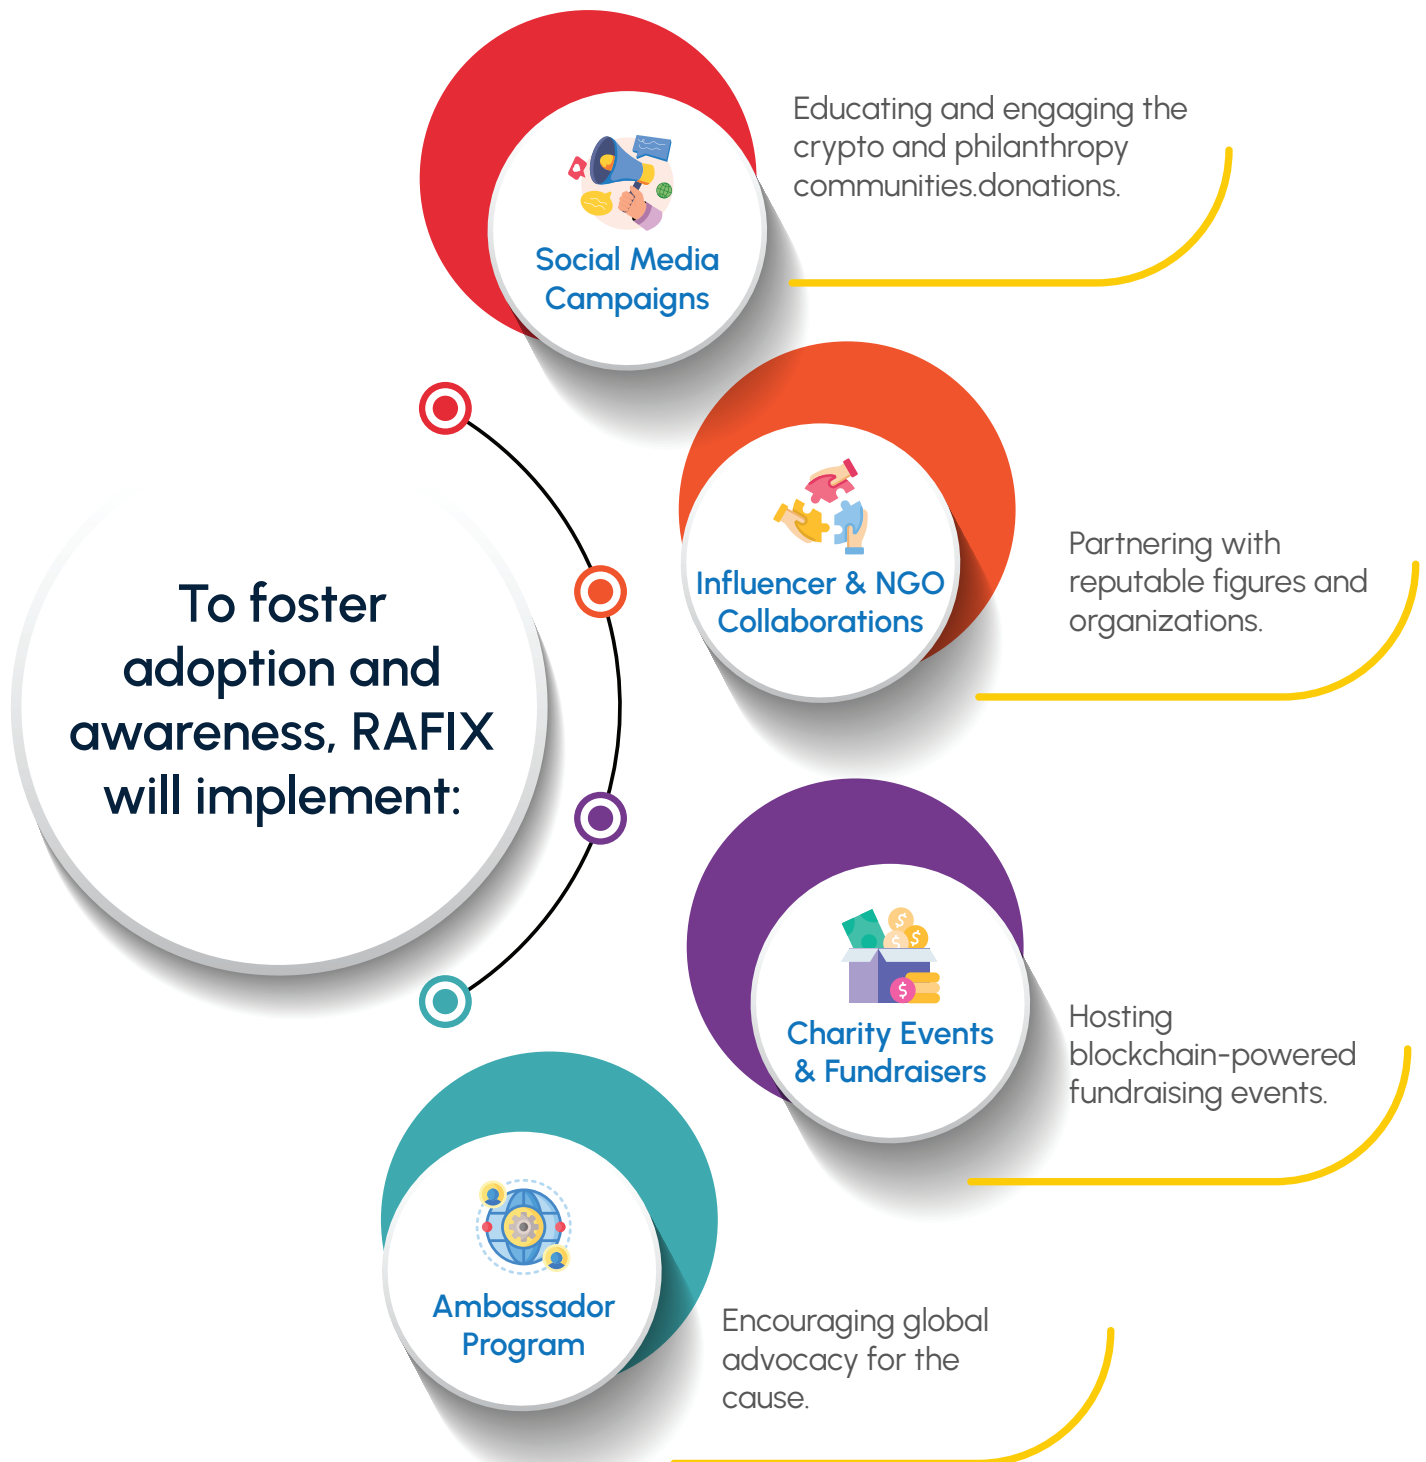 To foster
adoption and
awareness, RAFIX
will implement:
Social Media
Campaigns
Educating and engaging the
crypto and philanthropy
communities.donations.
Influencer & NGO
Collaborations
Partnering with
reputable figures and
organizations.
Charity Events
& Fundraisers
Hosting
blockchain-powered
fundraising events.
Ambassador
Program
Encouraging global
advocacy for the
cause.